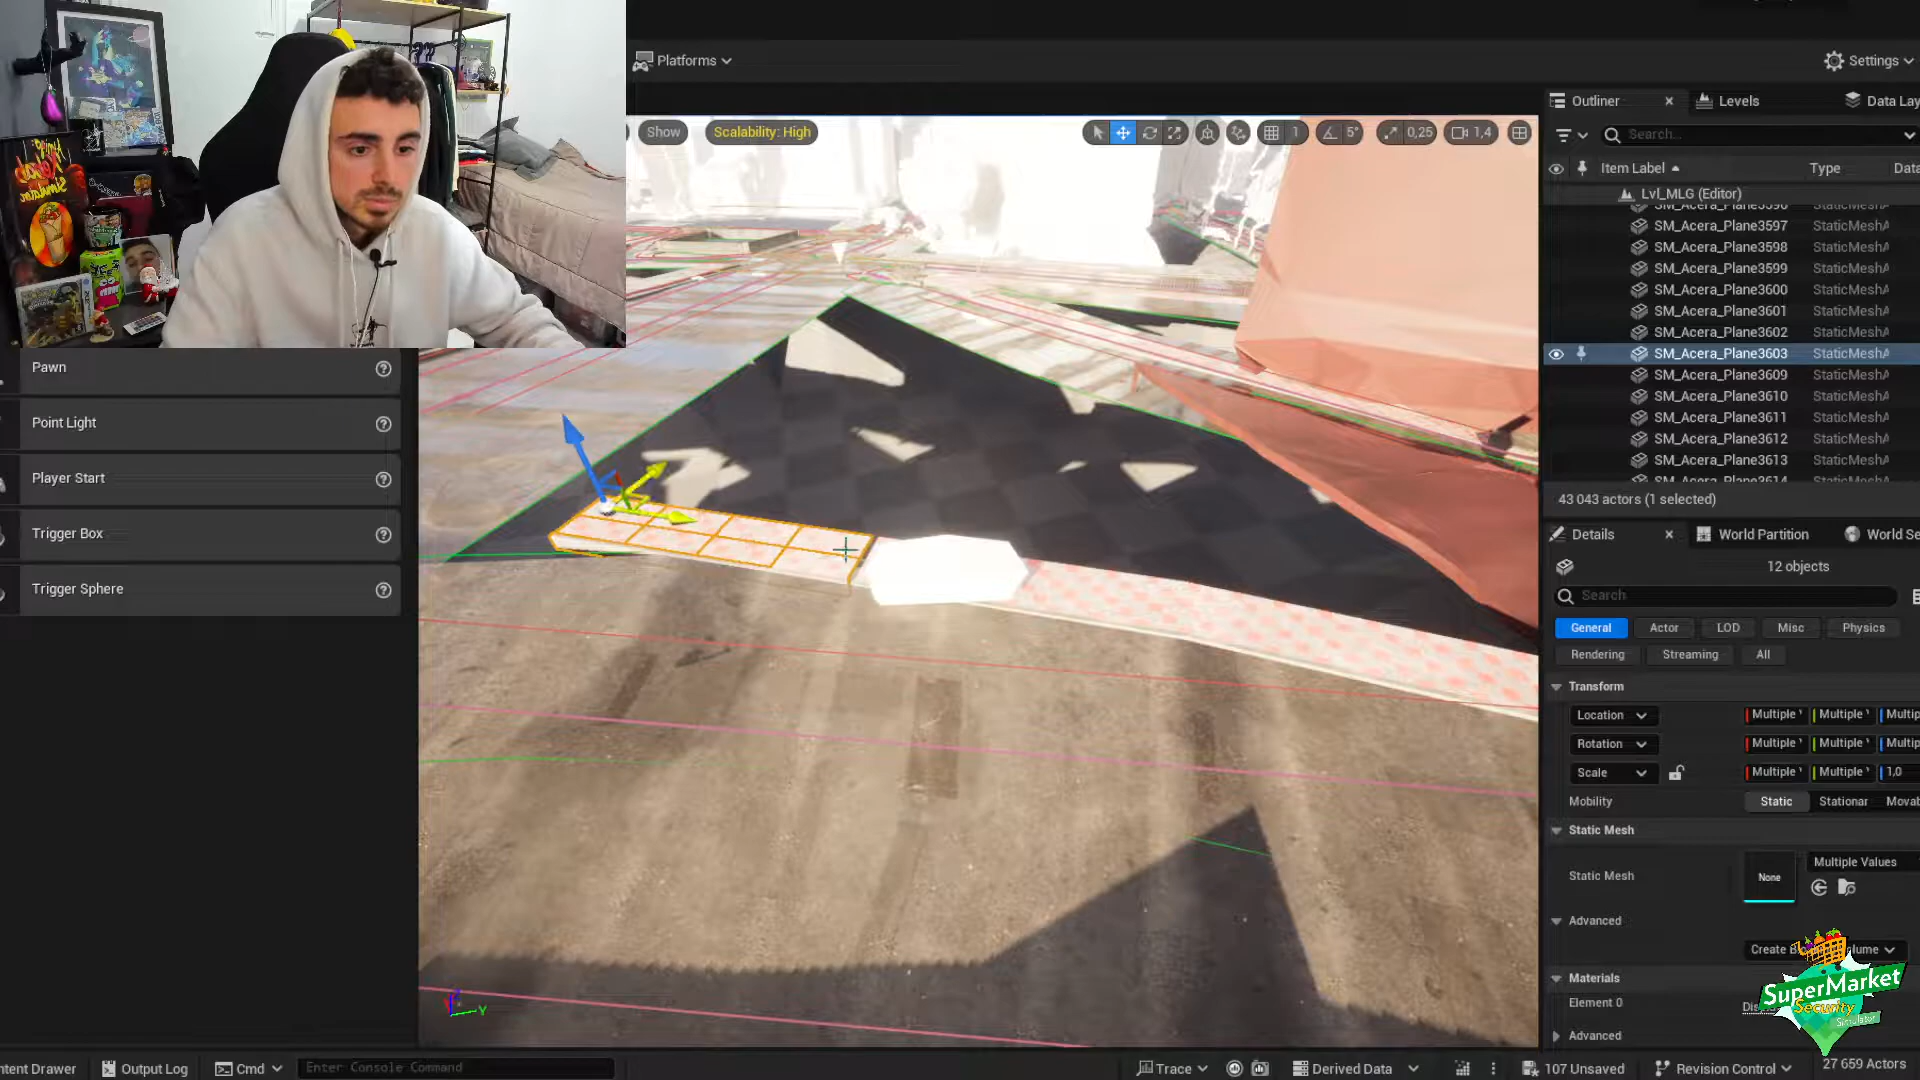 Platforms
Settings
Outliner
Levels
Data Lay
Show
Scalability: High
1
5°
0,25
1,4
Search...
Item Label
Type
Data
Lvl_MLG (Editor)
SM_Acera_Plane3596
SM_Acera_Plane3597 StaticMeshA
SM_Acera_Plane3598 StaticMeshA
SM_Acera_Plane3599 StaticMeshA
SM_Acera_Plane3600 StaticMeshA
SM_Acera_Plane3601 StaticMeshA
SM_Acera_Plane3602 StaticMeshA
SM_Acera_Plane3603 StaticMeshA
SM_Acera_Plane3609 StaticMeshA
SM_Acera_Plane3610 StaticMeshA
SM_Acera_Plane3611 StaticMeshA
SM_Acera_Plane3612 StaticMeshA
SM_Acera_Plane3613 StaticMeshA
SM_Acera_Plane3614 StaticMeshA
43 043 actors (1 selected)
Pawn
Point Light
Player Start
Trigger Box
Trigger Sphere
Details
World Partition
World Se
12 objects
Search
General
Actor
LOD
Misc
Physics
Rendering
Streaming
All
Transform
Location Multiple Multiple Multip
Rotation Multiple Multiple Multip
Scale Multiple Multiple 1,0
Mobility Static Stationar Movab
Static Mesh
Static Mesh
None
Multiple Values
Advanced
Materials
Element 0
Advanced
SuperMarket
Security
Simulator
Y
ntent Drawer
Output Log
Cmd
Enter Console Command
Trace
Derived Data
107 Unsaved
Revision Control
27 659 Actors